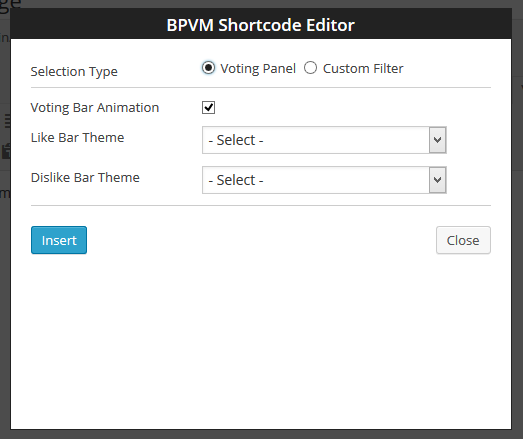 BPVM Shortcode Editor
Selection Type Voting Panel Custom Filter
Voting Bar Animation
Like Bar Theme - Select -
Dislike Bar Theme - Select -
Insert Close